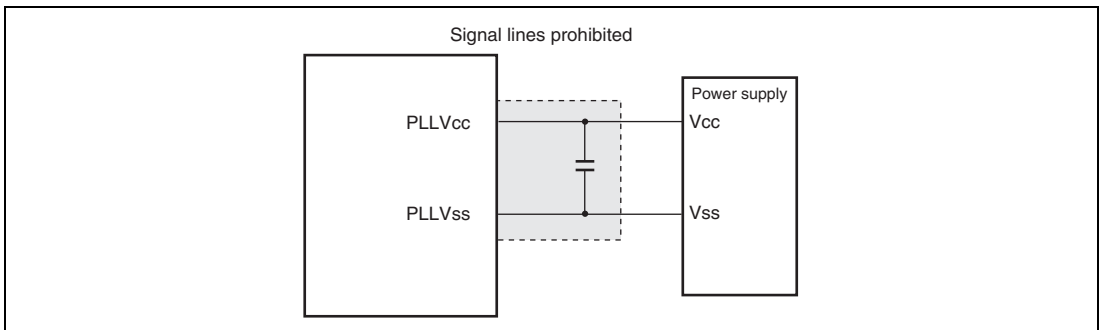 Signal lines prohibited
Power supply
PLLVcc
Vcc
PLLVss
Vss